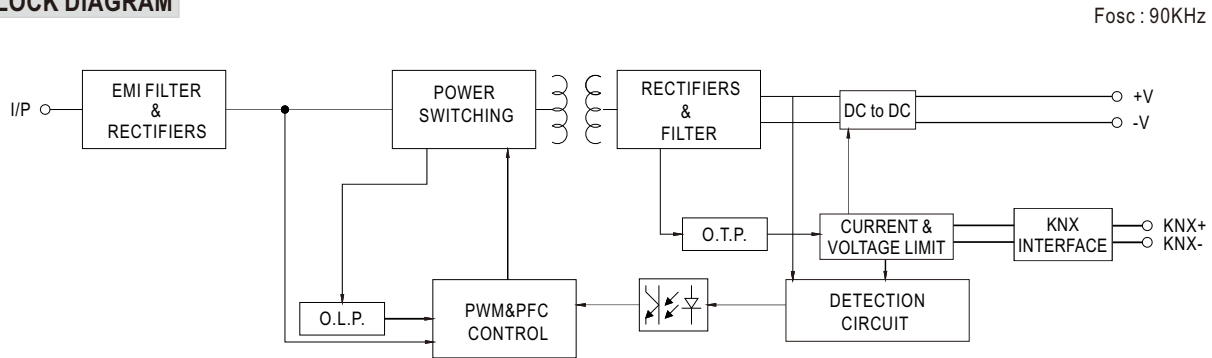 LOCK DIAGRAM
Fosc : 90KHz
I/P
EMI FILTER
&
RECTIFIERS
POWER
SWITCHING
RECTIFIERS
&
FILTER
DC to DC
+V
-V
O.T.P.
CURRENT &
VOLTAGE LIMIT
KNX
INTERFACE
KNX+
KNX-
O.L.P.
PWM&PFC
CONTROL
DETECTION
CIRCUIT